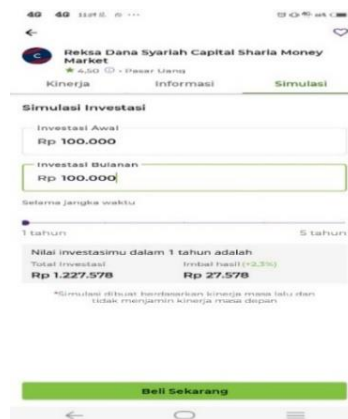 Reksa Dana Syariah Capital Sharia Money
Market
4,50 • Pasar Uang
Kinerja Informasi Simulasi
Simulasi Investasi
Investasi Awal
Rp 100.000
Investasi Bulanan
Rp 100.000
Selama jangka waktu
1 tahun 5 tahun
Nilai investasimu dalam 1 tahun adalah
Total Investasi Imbal hasil (+2,3%)
Rp 1.227.578 Rp 27.578
*Simulasi dibuat berdasarkan kinerja masa lalu dan
tidak menjamin kinerja masa depan
Beli Sekarang